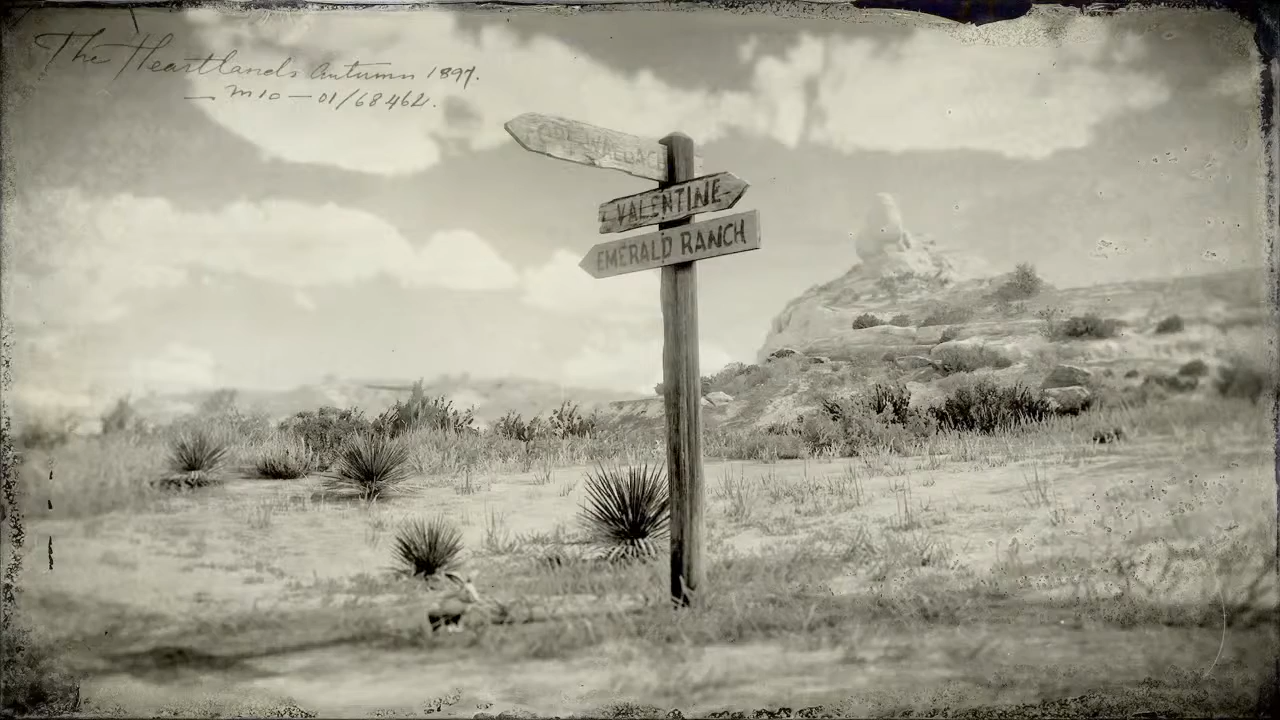 The Heartlands Autumn 1897.
— M10 — 01/68462.
VALENTINE
EMERALD RANCH